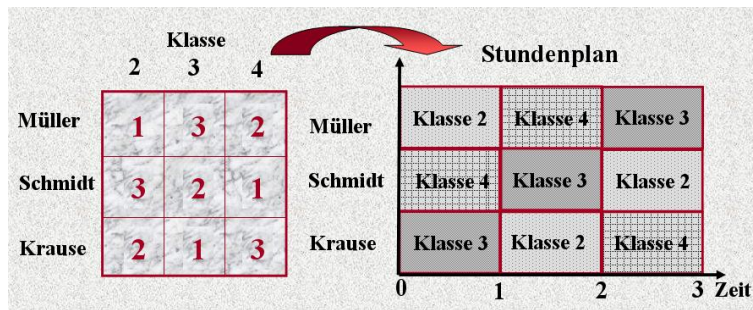 Klasse
2 3 4
Müller 1 3 2
Schmidt 3 2 1
Krause 2 1 3
Stundenplan
Müller Klasse 2 Klasse 4 Klasse 3
Schmidt Klasse 4 Klasse 3 Klasse 2
Krause Klasse 3 Klasse 2 Klasse 4
0 1 2 3 Zeit